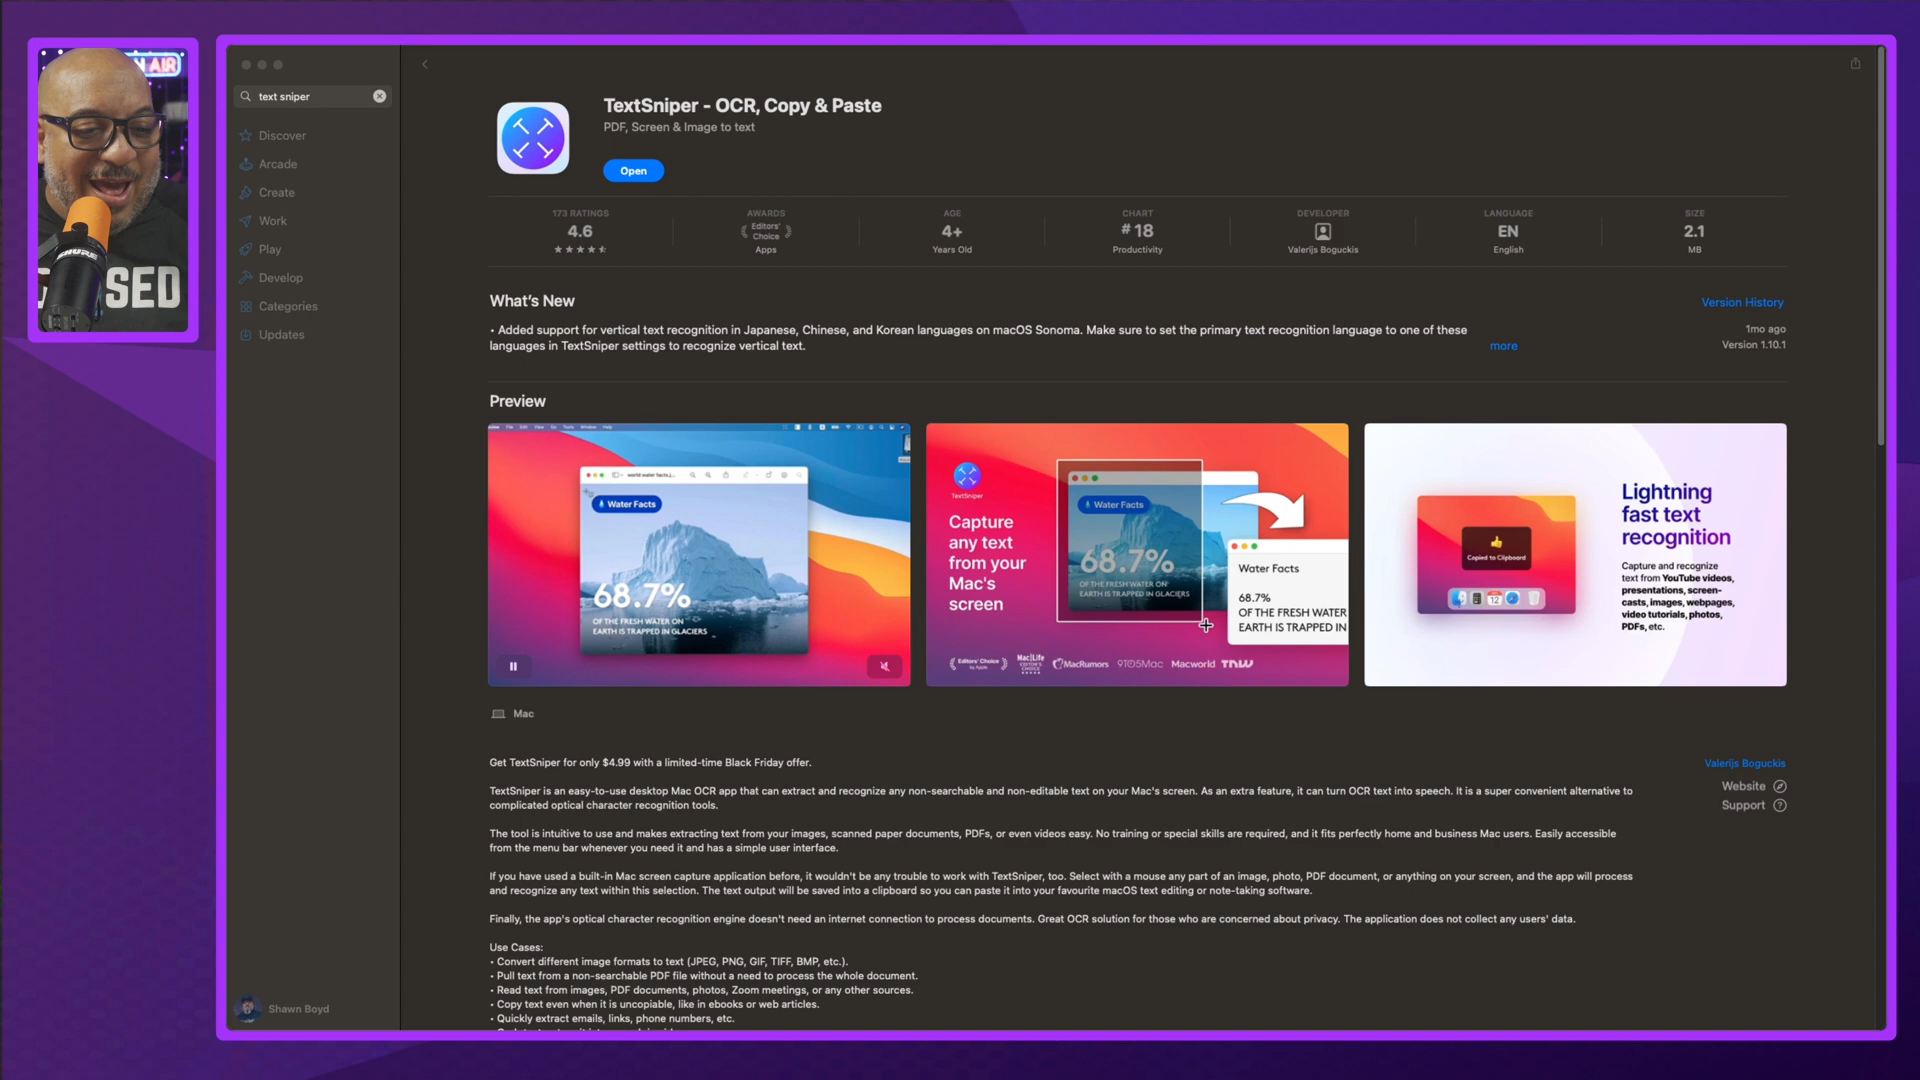 N AIR
SED
SHURE
text sniper
Discover
Arcade
Create
Work
Play
Develop
Categories
Updates
Shawn Boyd
TextSniper - OCR, Copy & Paste
PDF, Screen & Image to text
Open
173 RATINGS
4.6
AWARDS
Editors'
Choice
Apps
AGE
4+
Years Old
CHART
#18
Productivity
DEVELOPER
Valerijs Boguckis
LANGUAGE
EN
English
SIZE
2.1
MB
What's New
Version History
• Added support for vertical text recognition in Japanese, Chinese, and Korean languages on macOS Sonoma. Make sure to set the primary text recognition language to one of these
languages in TextSniper settings to recognize vertical text.
more
1mo ago
Version 1.10.1
Preview
File Edit View Go Tools Window Help
world water facts.j...
Water Facts
68.7%
OF THE FRESH WATER ON
EARTH IS TRAPPED IN GLACIERS
TextSniper
Capture
any text
from your
Mac's
screen
Water Facts
68.7%
OF THE FRESH WATER ON
EARTH IS TRAPPED IN GLACIERS
Water Facts
68.7%
OF THE FRESH WATER
EARTH IS TRAPPED IN
Editors' Choice
by Apple
Mac|Life
EDITOR'S
CHOICE
MacRumors
9TO5Mac
Macworld
TNW
Copied to Clipboard
12
Lightning
fast text
recognition
Capture and recognize
text from YouTube videos,
presentations, screen-
casts, images, webpages,
video tutorials, photos,
PDFs, etc.
Mac
Get TextSniper for only $4.99 with a limited-time Black Friday offer.
TextSniper is an easy-to-use desktop Mac OCR app that can extract and recognize any non-searchable and non-editable text on your Mac's screen. As an extra feature, it can turn OCR text into speech. It is a super convenient alternative to
complicated optical character recognition tools.
The tool is intuitive to use and makes extracting text from your images, scanned paper documents, PDFs, or even videos easy. No training or special skills are required, and it fits perfectly home and business Mac users. Easily accessible
from the menu bar whenever you need it and has a simple user interface.
If you have used a built-in Mac screen capture application before, it wouldn't be any trouble to work with TextSniper, too. Select with a mouse any part of an image, photo, PDF document, or anything on your screen, and the app will process
and recognize any text within this selection. The text output will be saved into a clipboard so you can paste it into your favourite macOS text editing or note-taking software.
Finally, the app's optical character recognition engine doesn't need an internet connection to process documents. Great OCR solution for those who are concerned about privacy. The application does not collect any users' data.
Use Cases:
• Convert different image formats to text (JPEG, PNG, GIF, TIFF, BMP, etc.).
• Pull text from a non-searchable PDF file without a need to process the whole document.
• Read text from images, PDF documents, photos, Zoom meetings, or any other sources.
• Copy text even when it is uncopiable, like in ebooks or web articles.
• Quickly extract emails, links, phone numbers, etc.
Valerijs Boguckis
Website
Support